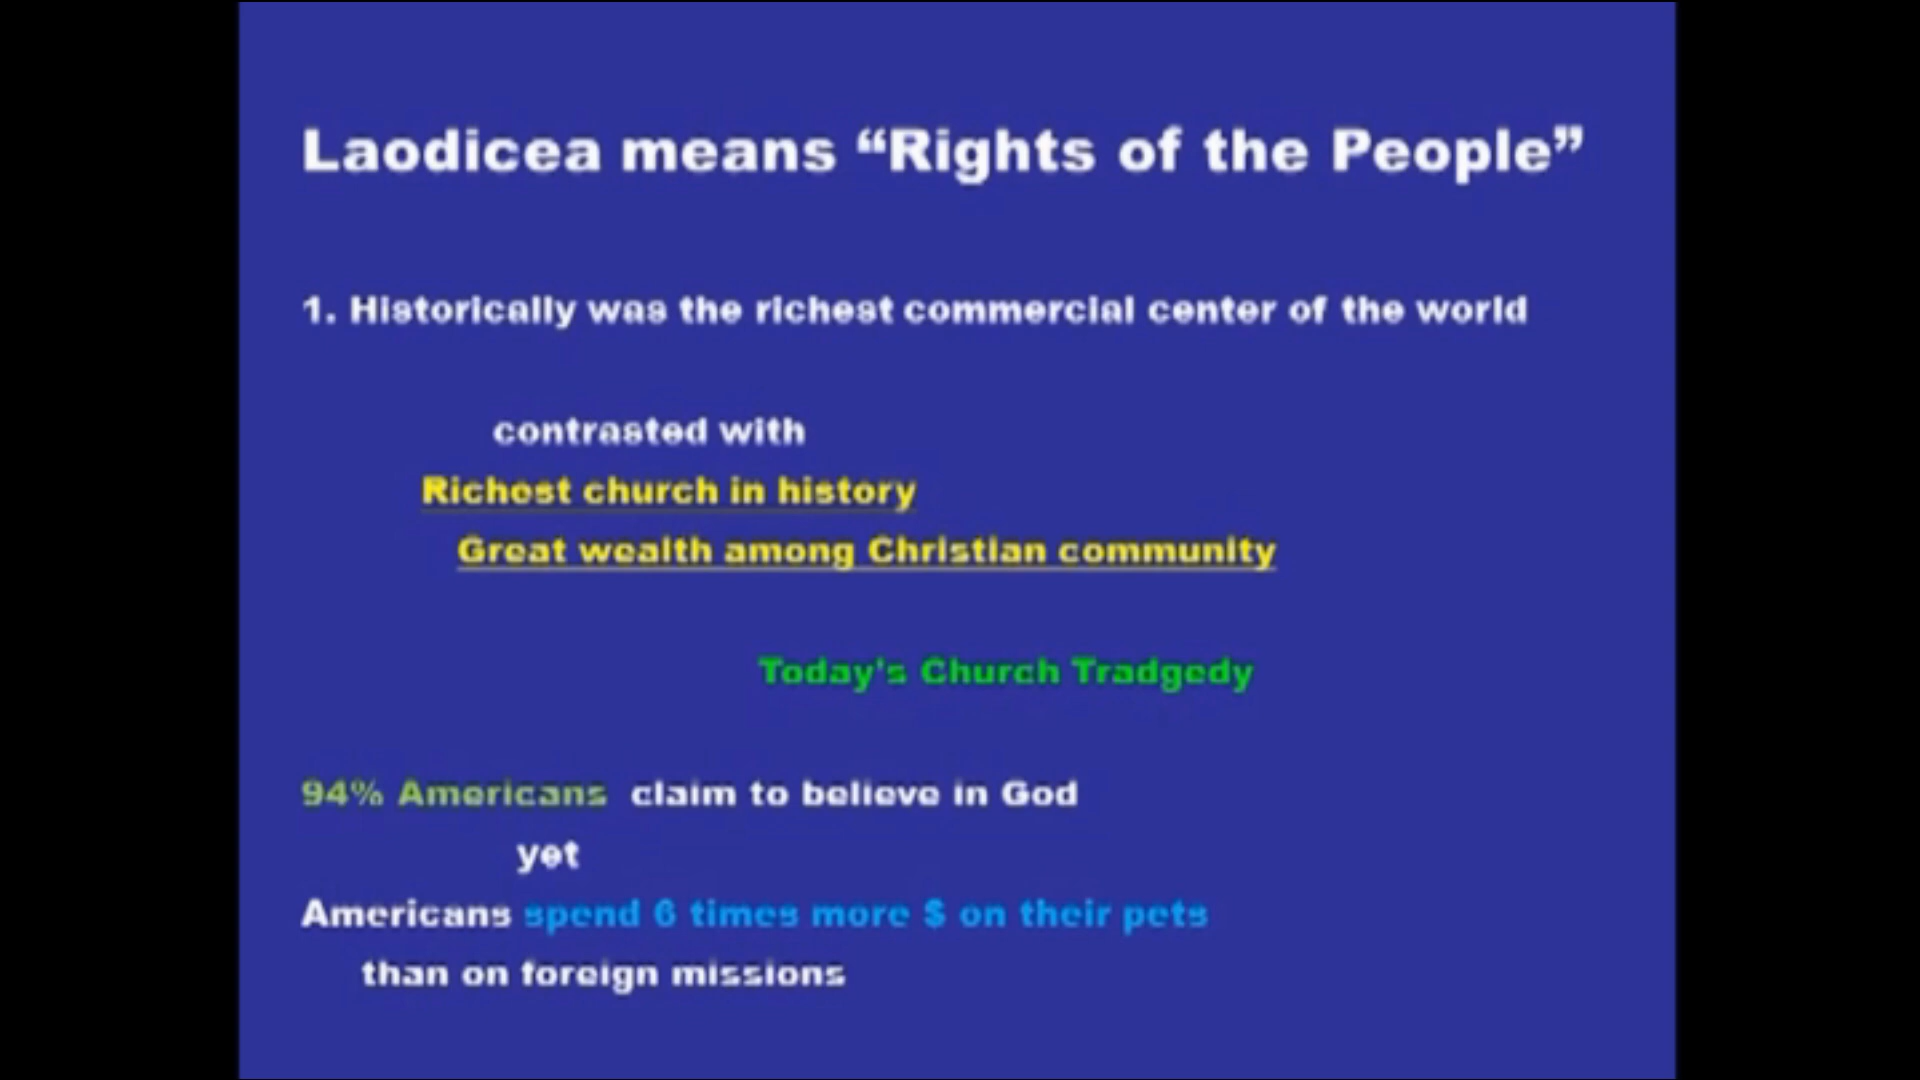 Laodicea means “Rights of the People”
1. Historically was the richest commercial center of the world
contrasted with
Richest church in history
Great wealth among Christian community
Today's Church Tradgedy
94% Americans claim to believe in God
yet
Americans spend 6 times more $ on their pets
than on foreign missions